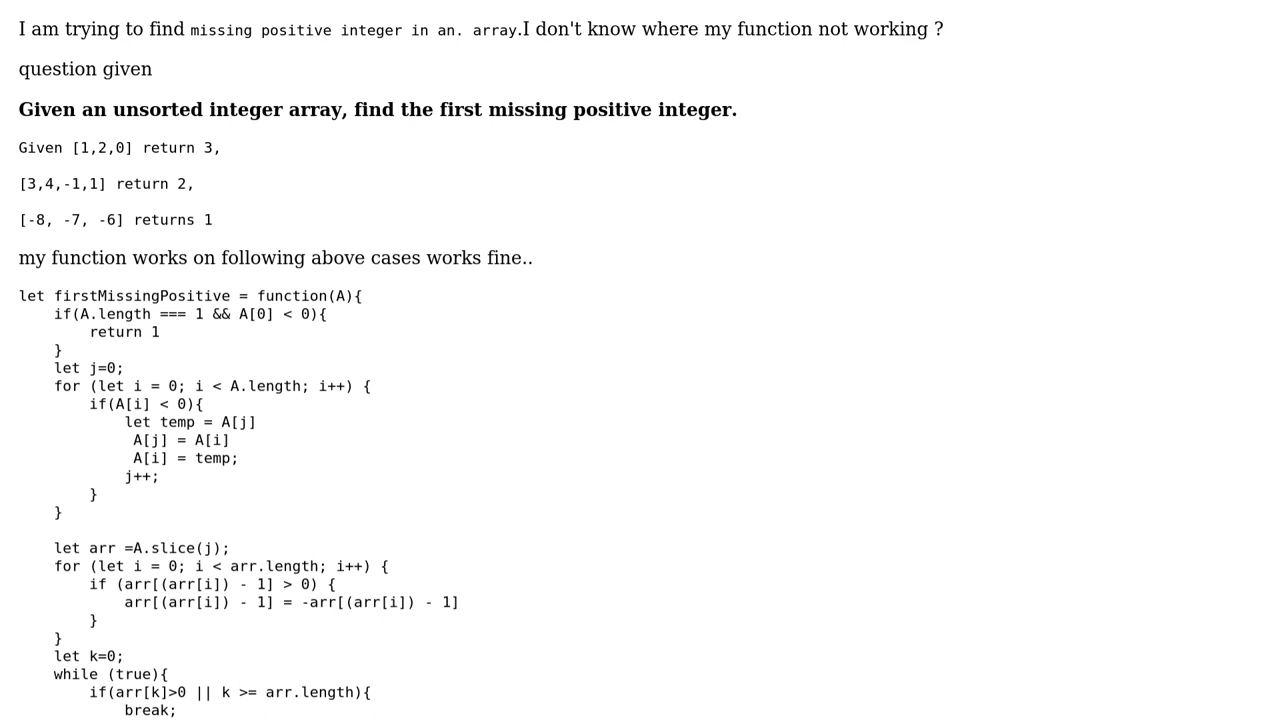 I am trying to find missing positive integer in an. array.I don't know where my function not working ?
question given
Given an unsorted integer array, find the first missing positive integer.
Given [1,2,0] return 3,
[3,4,-1,1] return 2,
[-8, -7, -6] returns 1
my function works on following above cases works fine..
let firstMissingPositive = function(A){
    if(A.length === 1 && A[0] < 0){
        return 1
    }
    let j=0;
    for (let i = 0; i < A.length; i++) {
        if(A[i] < 0){
            let temp = A[j]
             A[j] = A[i]
             A[i] = temp;
            j++;
        }
    }
    let arr =A.slice(j);
    for (let i = 0; i < arr.length; i++) {
        if (arr[(arr[i]) - 1] > 0) {
            arr[(arr[i]) - 1] = -arr[(arr[i]) - 1]
        }
    }
    let k=0;
    while (true){
        if(arr[k]>0 || k >= arr.length){
            break;